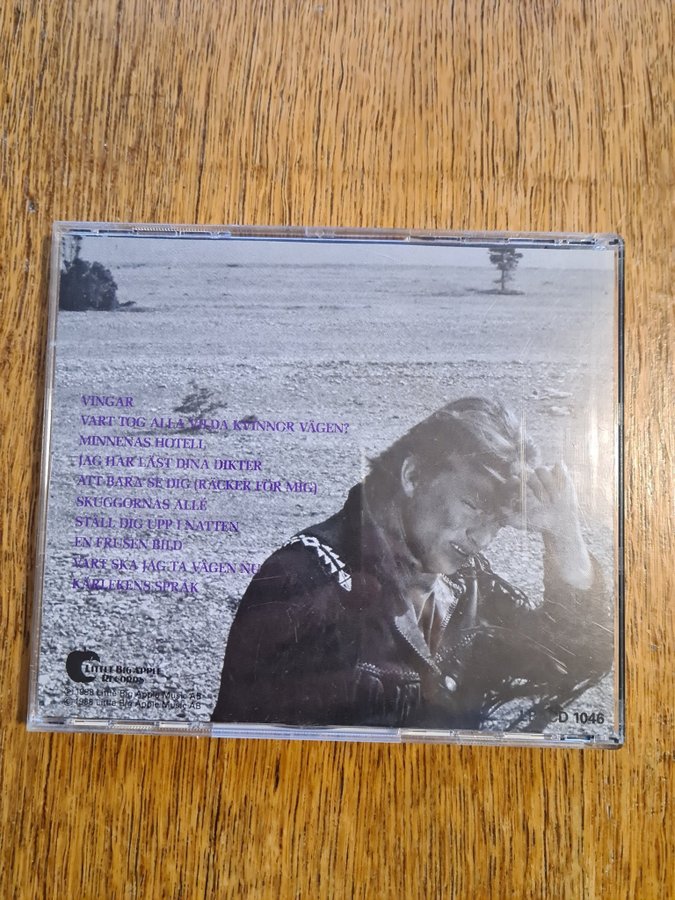 VINGAR
VART TOG ALLA VILDA KVINNOR VÄGEN?
MINNENAS HOTELL
JAG HAR LÄST DINA DIKTER
ATT BARA SE DIG (RÄCKER FÖR MIG)
SKUGGORNAS ALLÉ
STÄLL DIG UPP I NATTEN
EN FRUSEN BILD
VART SKA JAG TA VÄGEN NU
KÄRLEKENS SPRÅK
LITTLE BIG APPLE
RECORDS
℗ 1988 Little Big Apple Music AB
© 1988 Little Big Apple Music AB
CD 1046